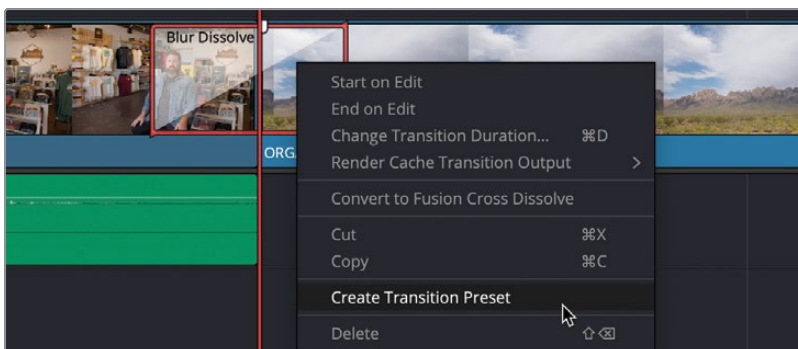 Blur Dissolve
ORG
Start on Edit
End on Edit
Change Transition Duration... ⌘D
Render Cache Transition Output >
Convert to Fusion Cross Dissolve
Cut ⌘X
Copy ⌘C
Create Transition Preset
Delete ⇧⌫